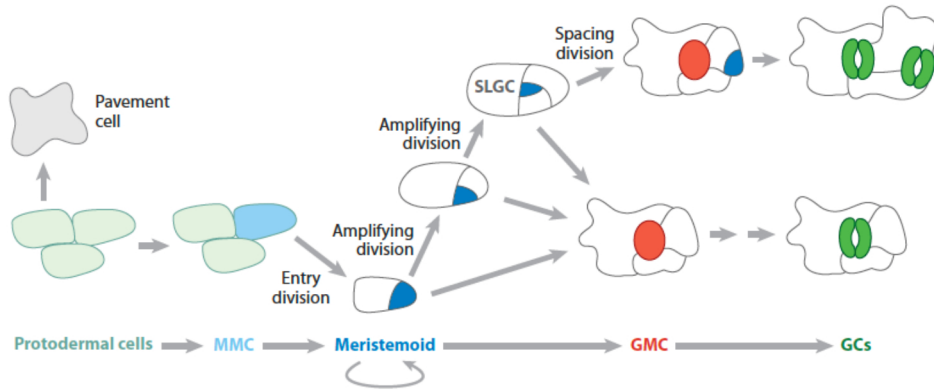 Spacing
division
SLGC
Pavement
cell
Amplifying
division
Amplifying
division
Entry
division
Protodermal cells
MMC
Meristemoid
GMC
GCs